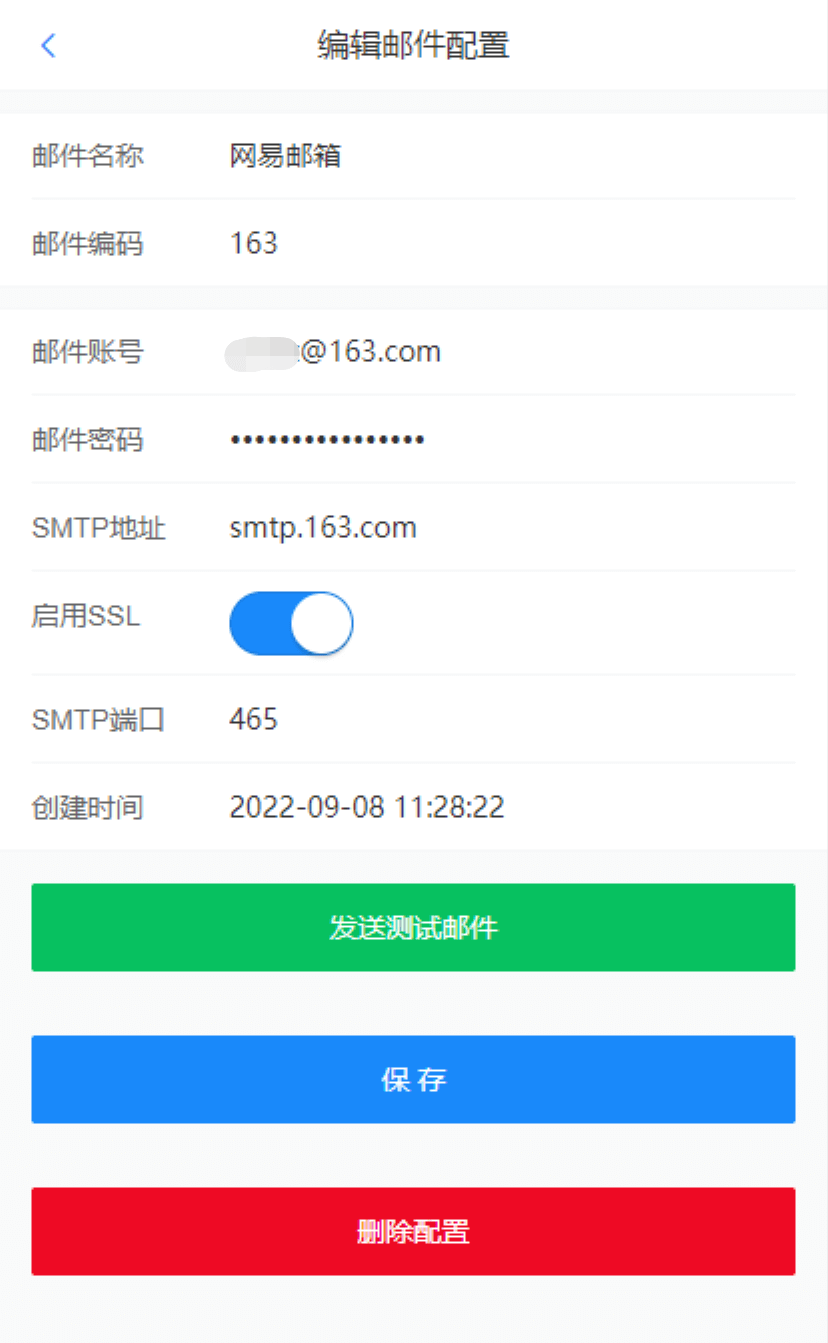 编辑邮件配置
邮件名称 网易邮箱
邮件编码 163
邮件账号 @163.com
邮件密码 ••••••••••••••••
SMTP地址 smtp.163.com
启用SSL
SMTP端口 465
创建时间 2022-09-08 11:28:22
发送测试邮件
保 存
删除配置